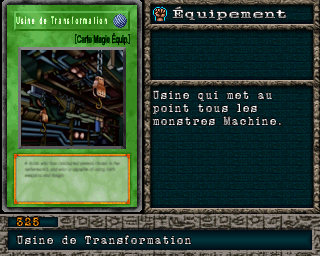 Usine de Transformation
[Carte Magie Équip.]
Équipement
Usine qui met au
point tous les
monstres Machine.
325
Usine de Transformation